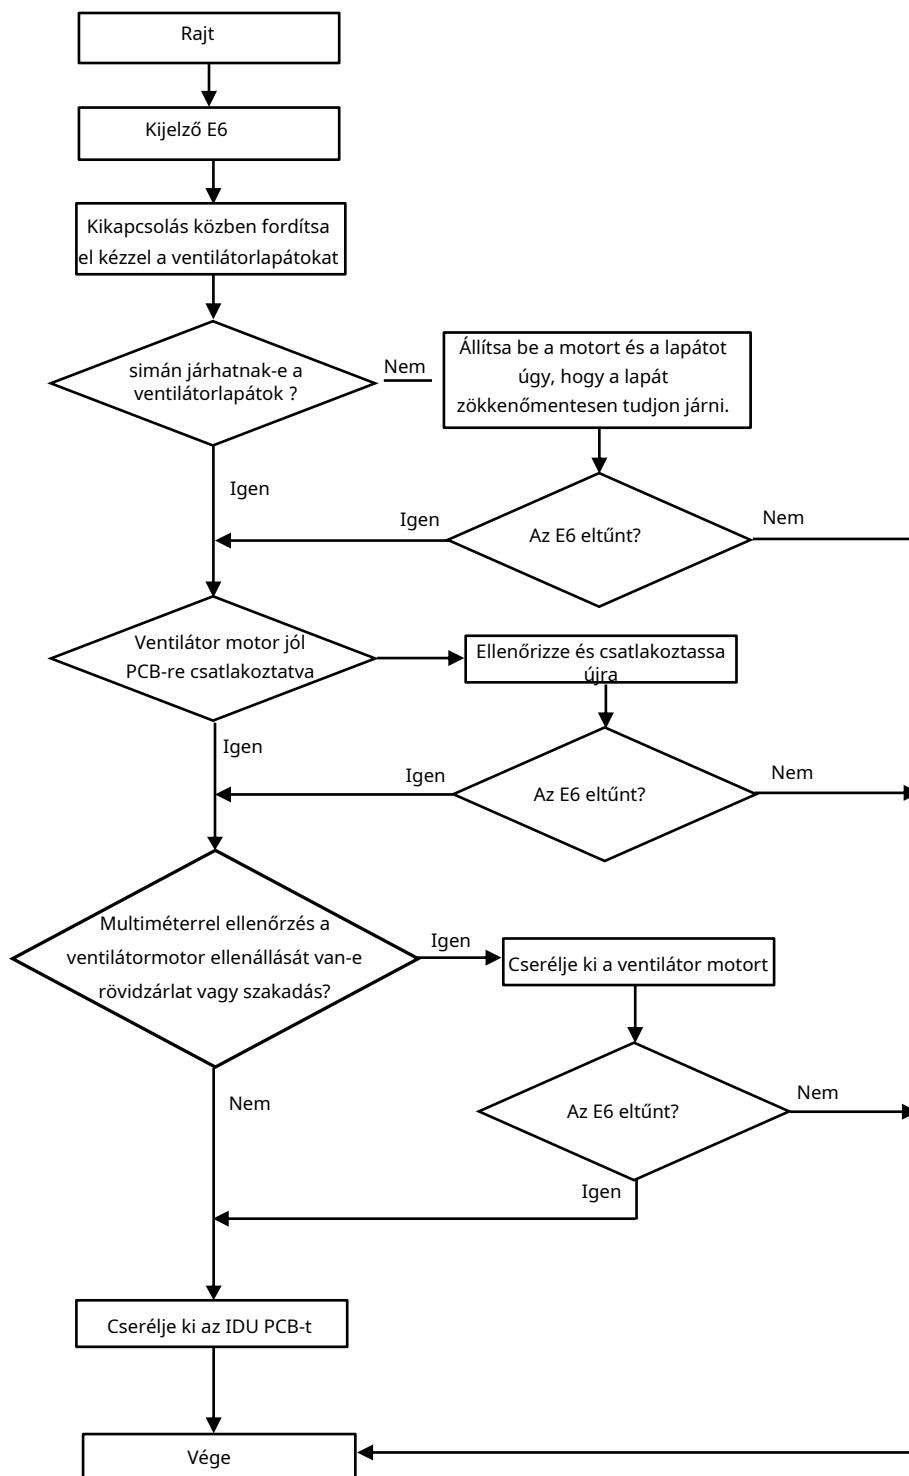 Rajt
Kijelző E6
Kikapcsolás közben fordítsa
el kézzel a ventilátorlapátokat
simán járhatnak-e a
ventilátorlapátok ?
Nem
Állítsa be a motort és a lapátot
úgy, hogy a lapát
zökkenőmentesen tudjon járni.
Igen
Igen
Az E6 eltűnt?
Nem
Ventilátor motor jól
PCB-re csatlakoztatva
Ellenőrizze és csatlakoztassa
újra
Igen
Igen
Az E6 eltűnt?
Nem
Multiméterrel ellenőrzés a
ventilátormotor ellenállását van-e
rövidzárlat vagy szakadás?
Igen
Cserélje ki a ventilátor motort
Nem
Az E6 eltűnt?
Nem
Igen
Cserélje ki az IDU PCB-t
Vége